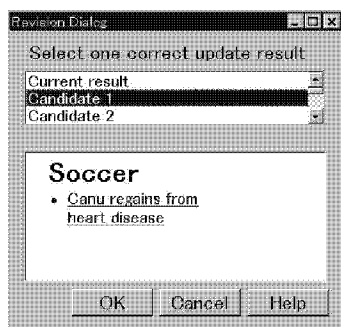 Revision Dialog
Select one correct update result
Current result
Candidate 1
Candidate 2
Soccer
• Canu regains from
heart disease
OK Cancel Help